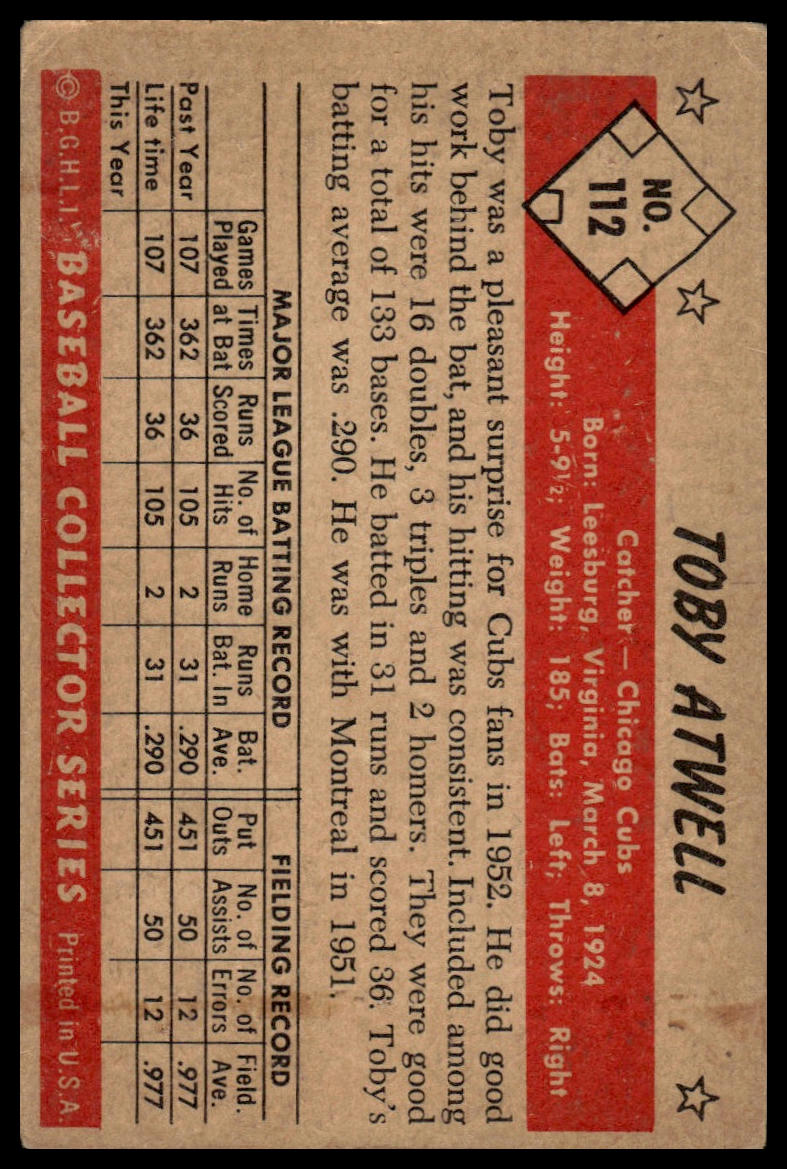 TOBY ATWELL
NO.
112
Catcher—Chicago Cubs
Born: Leesburg, Virginia, March 8, 1924
Height: 5-9½; Weight: 185; Bats: Left; Throws: Right
Toby was a pleasant surprise for Cubs fans in 1952. He did good
work behind the bat, and his hitting was consistent. Included among
his hits were 16 doubles, 3 triples and 2 homers. They were good
for a total of 133 bases. He batted in 31 runs and scored 36. Toby's
batting average was .290. He was with Montreal in 1951.
MAJOR LEAGUE BATTING RECORD FIELDING RECORD
Games Times Runs No. of Home Runs Bat. Put No. of No. of Field.
Played at Bat Scored Hits Runs Bat. In Ave. Outs Assists Errors Ave.
Past Year 107 362 36 105 2 31 .290 451 50 12 .977
Life time 107 362 36 105 2 31 .290 451 50 12 .977
This Year
© B.G.H.L.I. BASEBALL COLLECTOR SERIES Printed in U.S.A.